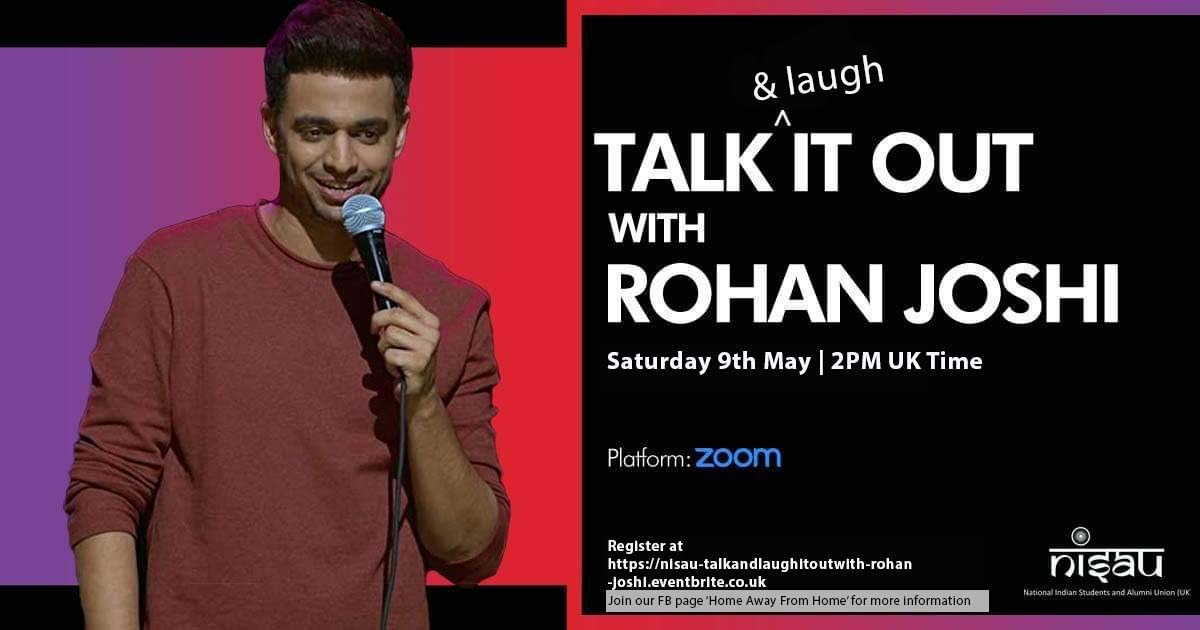 & laugh
^
TALK IT OUT
WITH
ROHAN JOSHI
Saturday 9th May | 2PM UK Time
Platform: zoom
Register at
https://nisau-talkandlaughitoutwith-rohan
-joshi.eventbrite.co.uk
Join our FB page 'Home Away From Home' for more information
nisau
National Indian Students and Alumni Union (UK